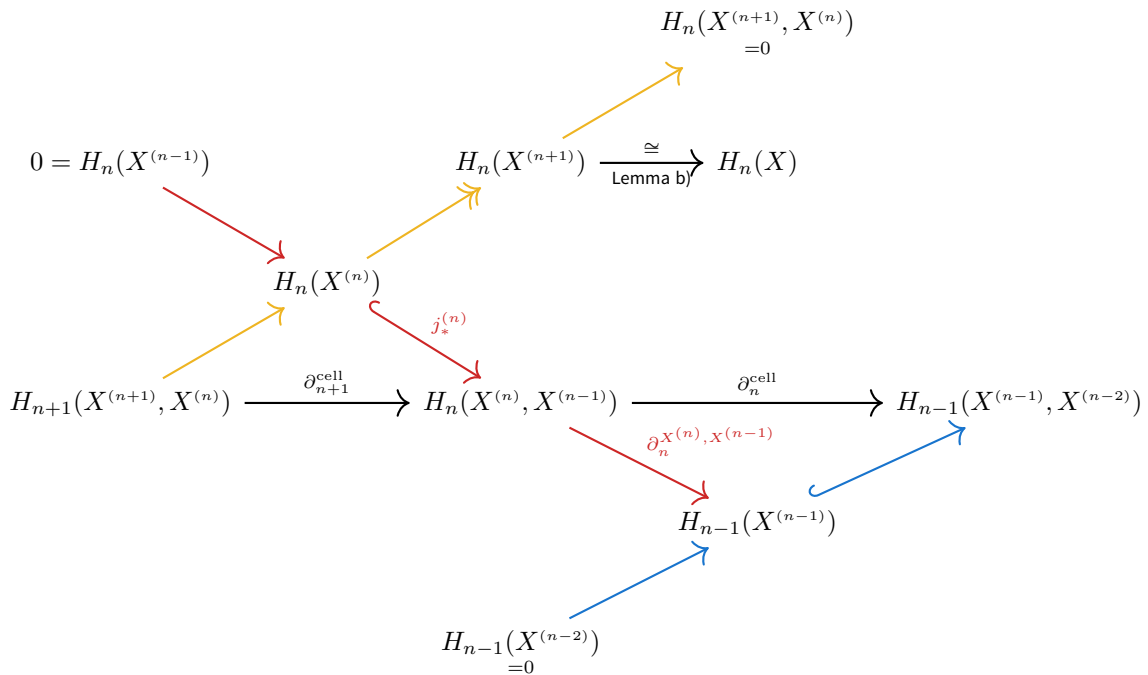 H_n(X^{(n+1)}, X^{(n)})
=0
0 = H_n(X^{(n-1)}) H_n(X^{(n+1)}) ≅ H_n(X)
Lemma b)
H_n(X^{(n)})
j_*^{(n)}
H_{n+1}(X^{(n+1)}, X^{(n)}) ∂_{n+1}^{cell} H_n(X^{(n)}, X^{(n-1)}) ∂_n^{cell} H_{n-1}(X^{(n-1)}, X^{(n-2)})
∂_n^{X^{(n)}, X^{(n-1)}}
H_{n-1}(X^{(n-1)})
H_{n-1}(X^{(n-2)})
=0